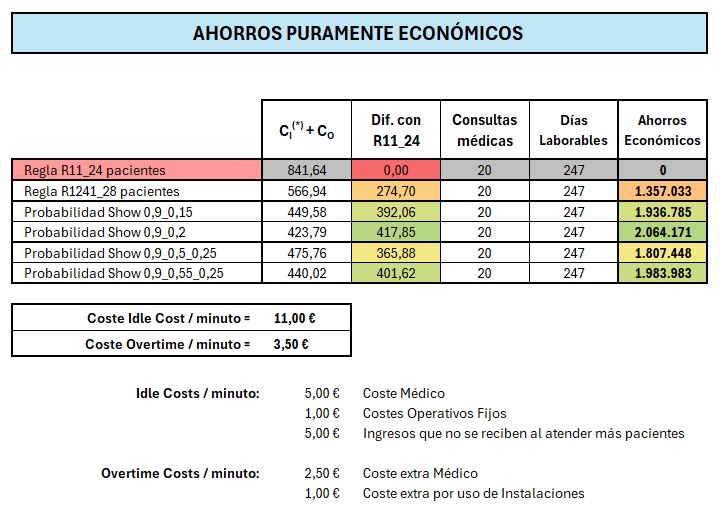 AHORROS PURAMENTE ECONÓMICOS
C_I^(*) + C_O | Dif. con R11_24 | Consultas médicas | Días Laborables | Ahorros Económicos
Regla R11_24 pacientes | 841,64 | 0,00 | 20 | 247 | 0
Regla R1241_28 pacientes | 566,94 | 274,70 | 20 | 247 | 1.357.033
Probabilidad Show 0,9_0,15 | 449,58 | 392,06 | 20 | 247 | 1.936.785
Probabilidad Show 0,9_0,2 | 423,79 | 417,85 | 20 | 247 | 2.064.171
Probabilidad Show 0,9_0,5_0,25 | 475,76 | 365,88 | 20 | 247 | 1.807.448
Probabilidad Show 0,9_0,55_0,25 | 440,02 | 401,62 | 20 | 247 | 1.983.983
Coste Idle Cost / minuto = 11,00 €
Coste Overtime / minuto = 3,50 €
Idle Costs / minuto: 5,00 € Coste Médico
1,00 € Costes Operativos Fijos
5,00 € Ingresos que no se reciben al atender más pacientes
Overtime Costs / minuto: 2,50 € Coste extra Médico
1,00 € Coste extra por uso de Instalaciones